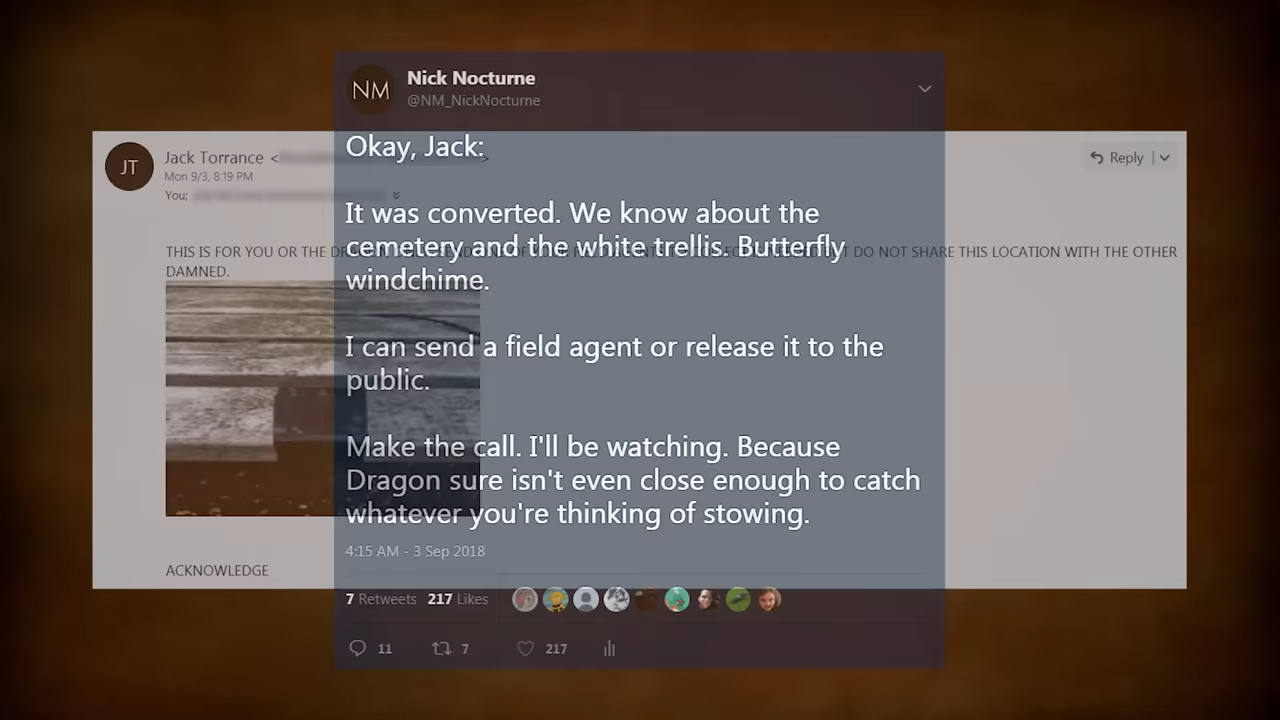 NM
Nick Nocturne
@NM_NickNocturne
JT
Jack Torrance <
Mon 9/3, 8:19 PM
You;
Reply
Okay, Jack:
It was converted. We know about the
cemetery and the white trellis. Butterfly
windchime.
I can send a field agent or release it to the
public.
Make the call. I'll be watching. Because
Dragon sure isn't even close enough to catch
whatever you're thinking of stowing.
4:15 AM - 3 Sep 2018
THIS IS FOR YOU OR THE DO NOT SHARE THIS LOCATION WITH THE OTHER
DAMNED.
ACKNOWLEDGE
7 Retweets 217 Likes
11 7 217